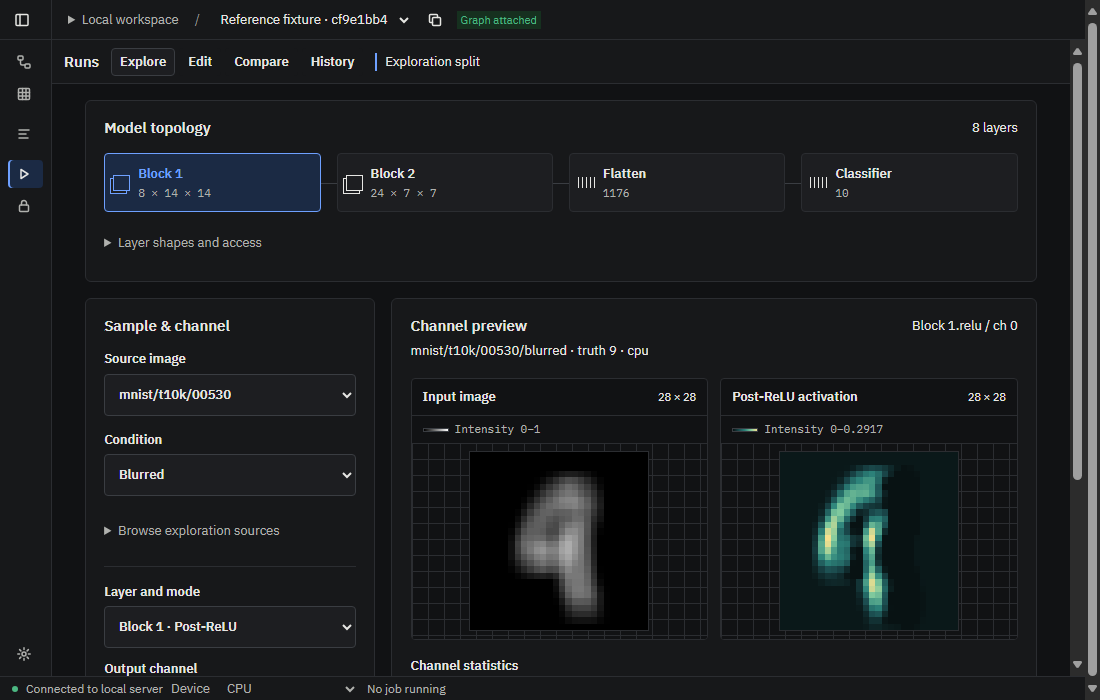 Local workspace / Reference fixture · cf9e1bb4 Graph attached
Runs Explore Edit Compare History Exploration split
Model topology 8 layers
Block 1
8 × 14 × 14
Block 2
24 × 7 × 7
Flatten
1176
Classifier
10
Layer shapes and access
Sample & channel
Source image
mnist/t10k/00530
Condition
Blurred
Browse exploration sources
Layer and mode
Block 1 · Post-ReLU
Output channel
Channel preview Block 1.relu / ch 0
mnist/t10k/00530/blurred · truth 9 · cpu
Input image 28 × 28
Intensity 0–1
Post-ReLU activation 28 × 28
Intensity 0–0.2917
Channel statistics
Connected to local server Device CPU No job running